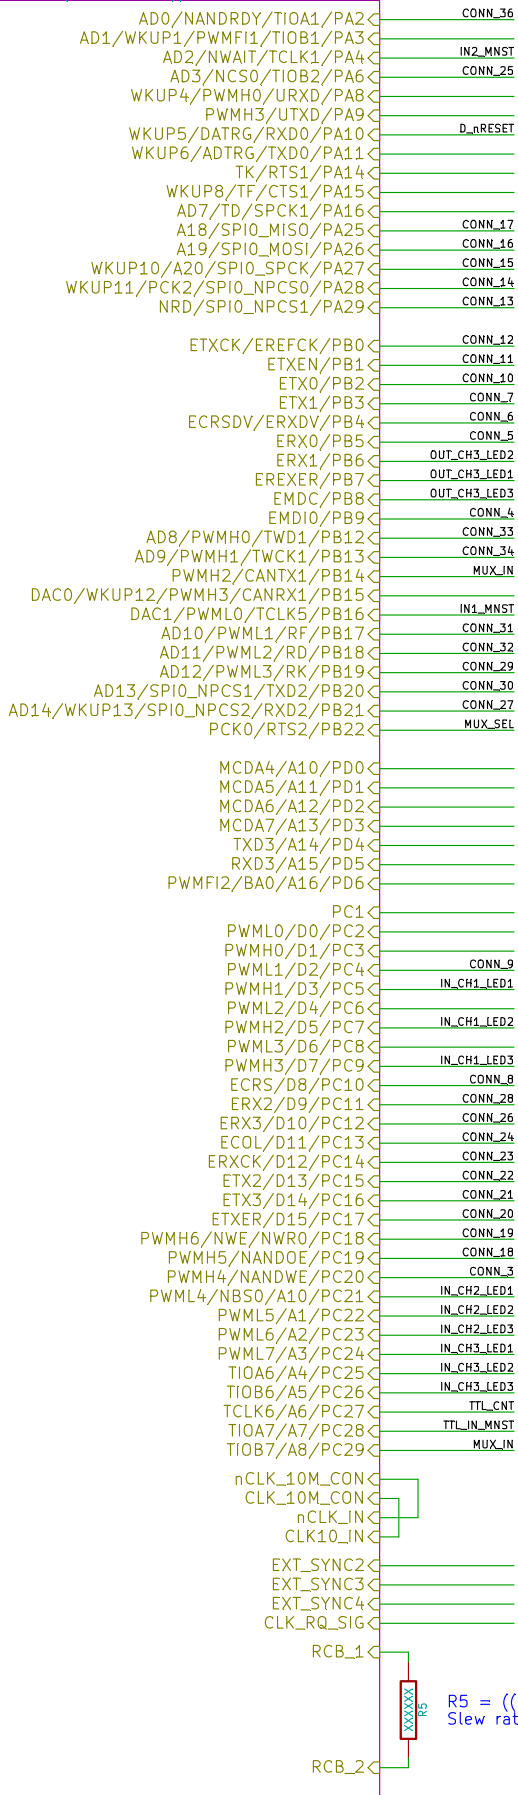 AD0/NANDRDY/TIOA1/PA2 CONN_36
AD1/WKUP1/PWMFI1/TIOB1/PA3
AD2/NWAIT/TCLK1/PA4 IN2_MNST
AD3/NCS0/TIOB2/PA6 CONN_25
WKUP4/PWMH0/URXD/PA8
PWMH3/UTXD/PA9
WKUP5/DATRG/RXD0/PA10 D_nRESET
WKUP6/ADTRG/TXD0/PA11
TK/RTS1/PA14
WKUP8/TF/CTS1/PA15
AD7/TD/SPCK1/PA16
A18/SPI0_MISO/PA25 CONN_17
A19/SPI0_MOSI/PA26 CONN_16
WKUP10/A20/SPI0_SPCK/PA27 CONN_15
WKUP11/PCK2/SPI0_NPCS0/PA28 CONN_14
NRD/SPI0_NPCS1/PA29 CONN_13
ETXCK/EREFCK/PB0 CONN_12
ETXEN/PB1 CONN_11
ETX0/PB2 CONN_10
ETX1/PB3 CONN_7
ECRSDV/ERXDV/PB4 CONN_6
ERX0/PB5 CONN_5
ERX1/PB6 OUT_CH3_LED2
EREXER/PB7 OUT_CH3_LED1
EMDC/PB8 OUT_CH3_LED3
EMDIO/PB9 CONN_4
AD8/PWMH0/TWD1/PB12 CONN_33
AD9/PWMH1/TWCK1/PB13 CONN_34
PWMH2/CANTX1/PB14 MUX_IN
DAC0/WKUP12/PWMH3/CANRX1/PB15
DAC1/PWML0/TCLK5/PB16 IN1_MNST
AD10/PWML1/RF/PB17 CONN_31
AD11/PWML2/RD/PB18 CONN_32
AD12/PWML3/RK/PB19 CONN_29
AD13/SPI0_NPCS1/TXD2/PB20 CONN_30
AD14/WKUP13/SPI0_NPCS2/RXD2/PB21 CONN_27
PCK0/RTS2/PB22 MUX_SEL
MCDA4/A10/PD0
MCDA5/A11/PD1
MCDA6/A12/PD2
MCDA7/A13/PD3
TXD3/A14/PD4
RXD3/A15/PD5
PWMFI2/BA0/A16/PD6
PC1
PWML0/D0/PC2
PWMH0/D1/PC3
PWML1/D2/PC4 CONN_9
PWMH1/D3/PC5 IN_CH1_LED1
PWML2/D4/PC6
PWMH2/D5/PC7 IN_CH1_LED2
PWML3/D6/PC8
PWMH3/D7/PC9 IN_CH1_LED3
ECRS/D8/PC10 CONN_8
ERX2/D9/PC11 CONN_28
ERX3/D10/PC12 CONN_26
ECOL/D11/PC13 CONN_24
ERXCK/D12/PC14 CONN_23
ETX2/D13/PC15 CONN_22
ETX3/D14/PC16 CONN_21
ETXER/D15/PC17 CONN_20
PWMH6/NWE/NWR0/PC18 CONN_19
PWMH5/NANDOE/PC19 CONN_18
PWMH4/NANDWE/PC20 CONN_3
PWML4/NBS0/A10/PC21 IN_CH2_LED1
PWML5/A1/PC22 IN_CH2_LED2
PWML6/A2/PC23 IN_CH2_LED3
PWML7/A3/PC24 IN_CH3_LED1
TIOA6/A4/PC25 IN_CH3_LED2
TIOB6/A5/PC26 IN_CH3_LED3
TCLK6/A6/PC27 TTL_CNT
TIOA7/A7/PC28 TTL_IN_MNST
TIOB7/A8/PC29 MUX_IN
nCLK_10M_CON
CLK_10M_CON
nCLK_IN
CLK10_IN
EXT_SYNC2
EXT_SYNC3
EXT_SYNC4
CLK_RQ_SIG
RCB_1
XXXXXX
R5
R5 = ((
Slew rat
RCB_2